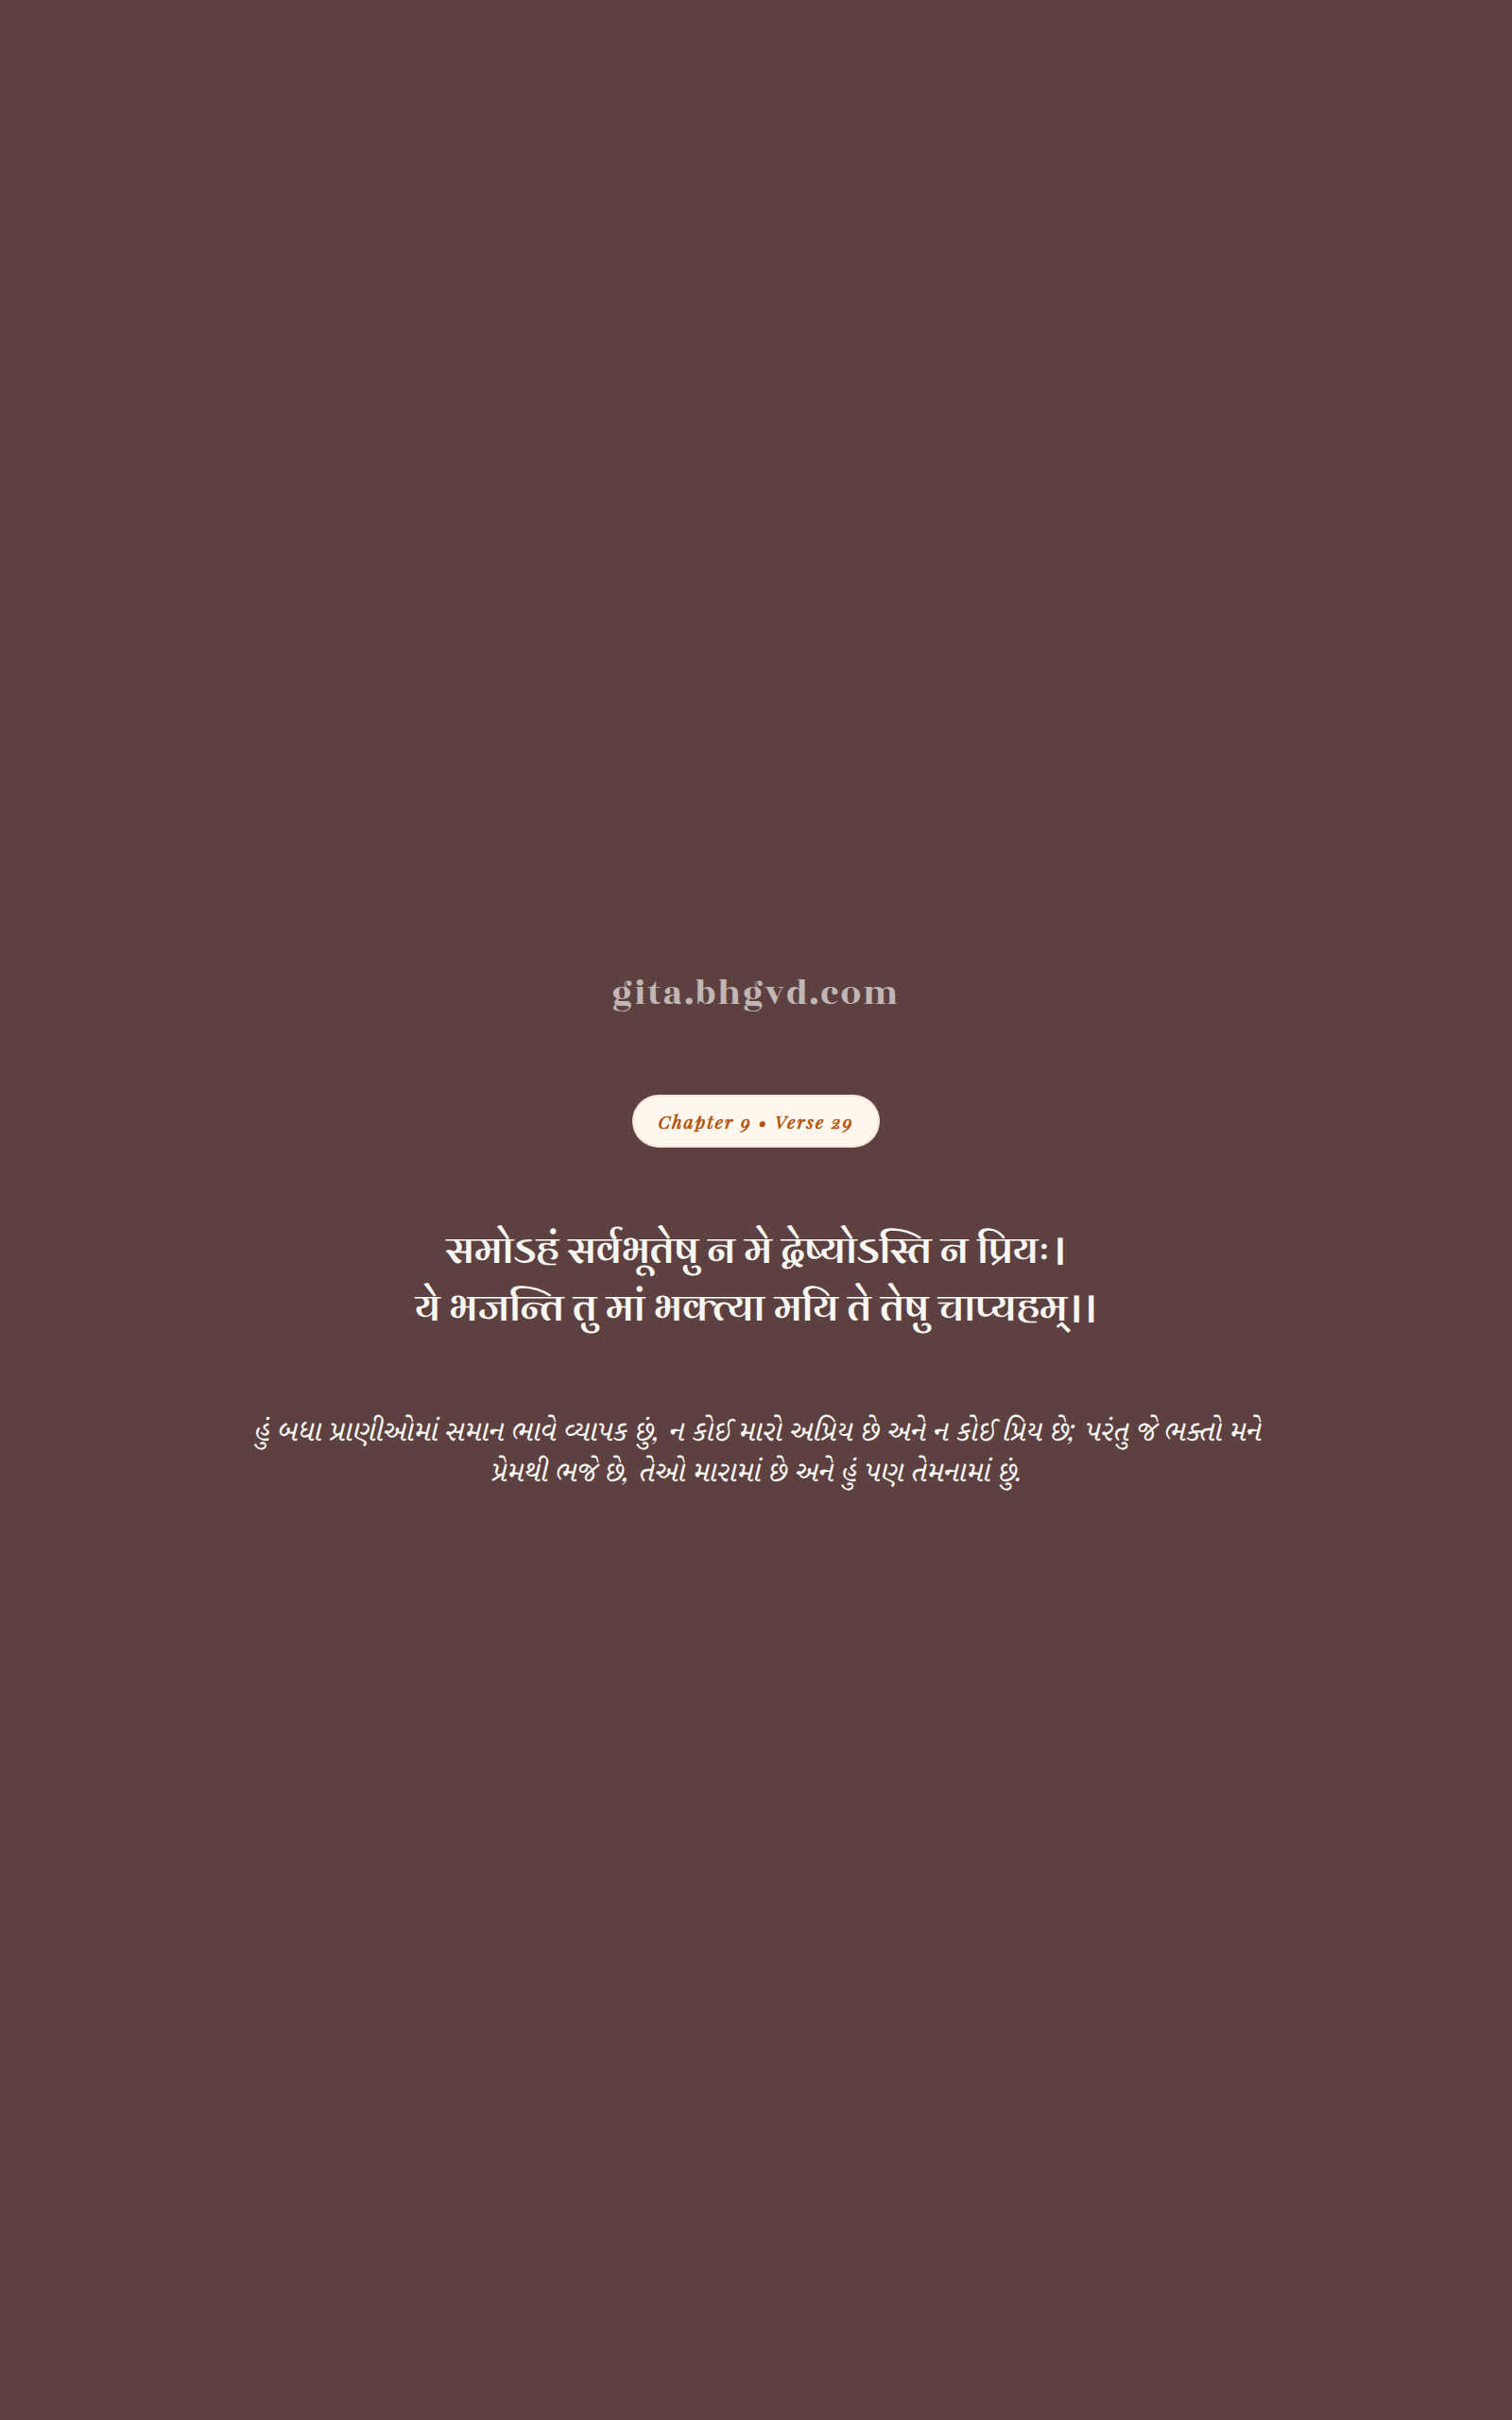 gita.bhgvd.com
Chapter 9 • Verse 29
समोऽहं सर्वभूतेषु न मे द्वेष्योऽस्ति न प्रियः।
ये भजन्ति तु मां भक्त्या मयि ते तेषु चाप्यहम्।।
હું બધા પ્રાણીઓમાં સમાન ભાવે વ્યાપક છું, ન કોઈ મારો અપ્રિય છે અને ન કોઈ પ્રિય છે; પરંતુ જે ભક્તો મને
પ્રેમથી ભજે છે, તેઓ મારામાં છે અને હું પણ તેમનામાં છું.